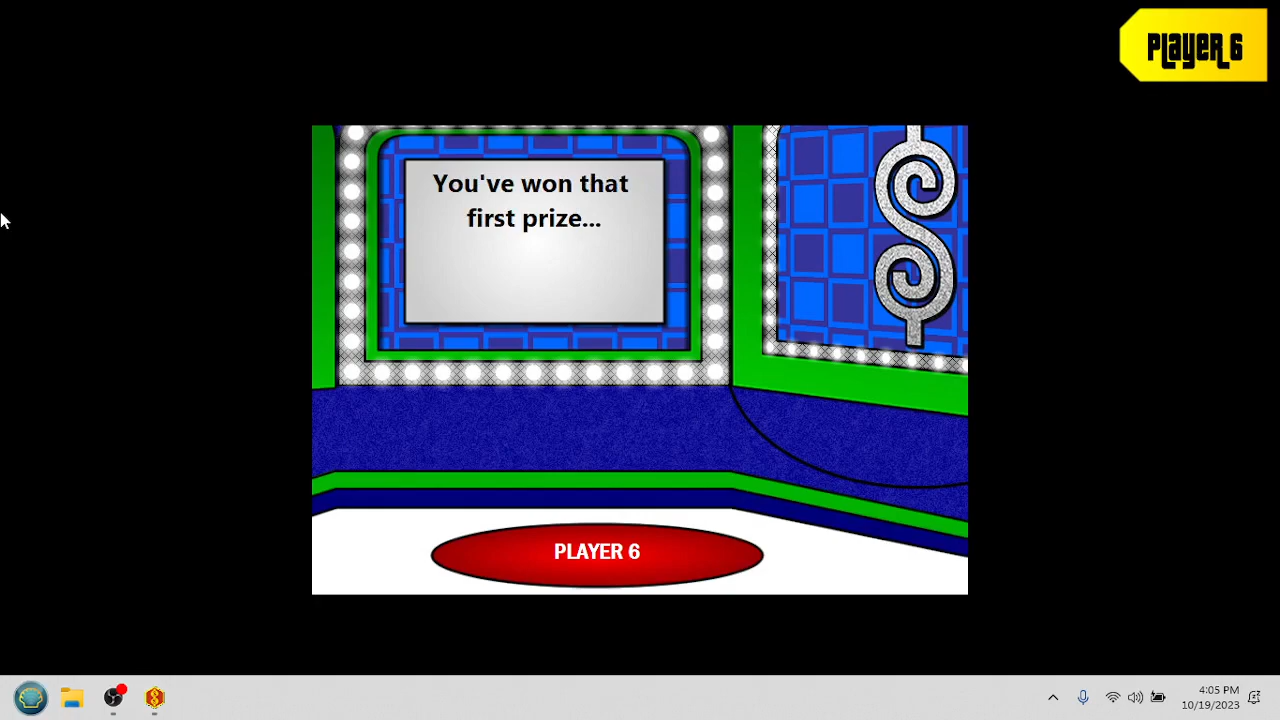 PLAYER 6
You've won that
first prize...
PLAYER 6
4:05 PM
10/19/2023